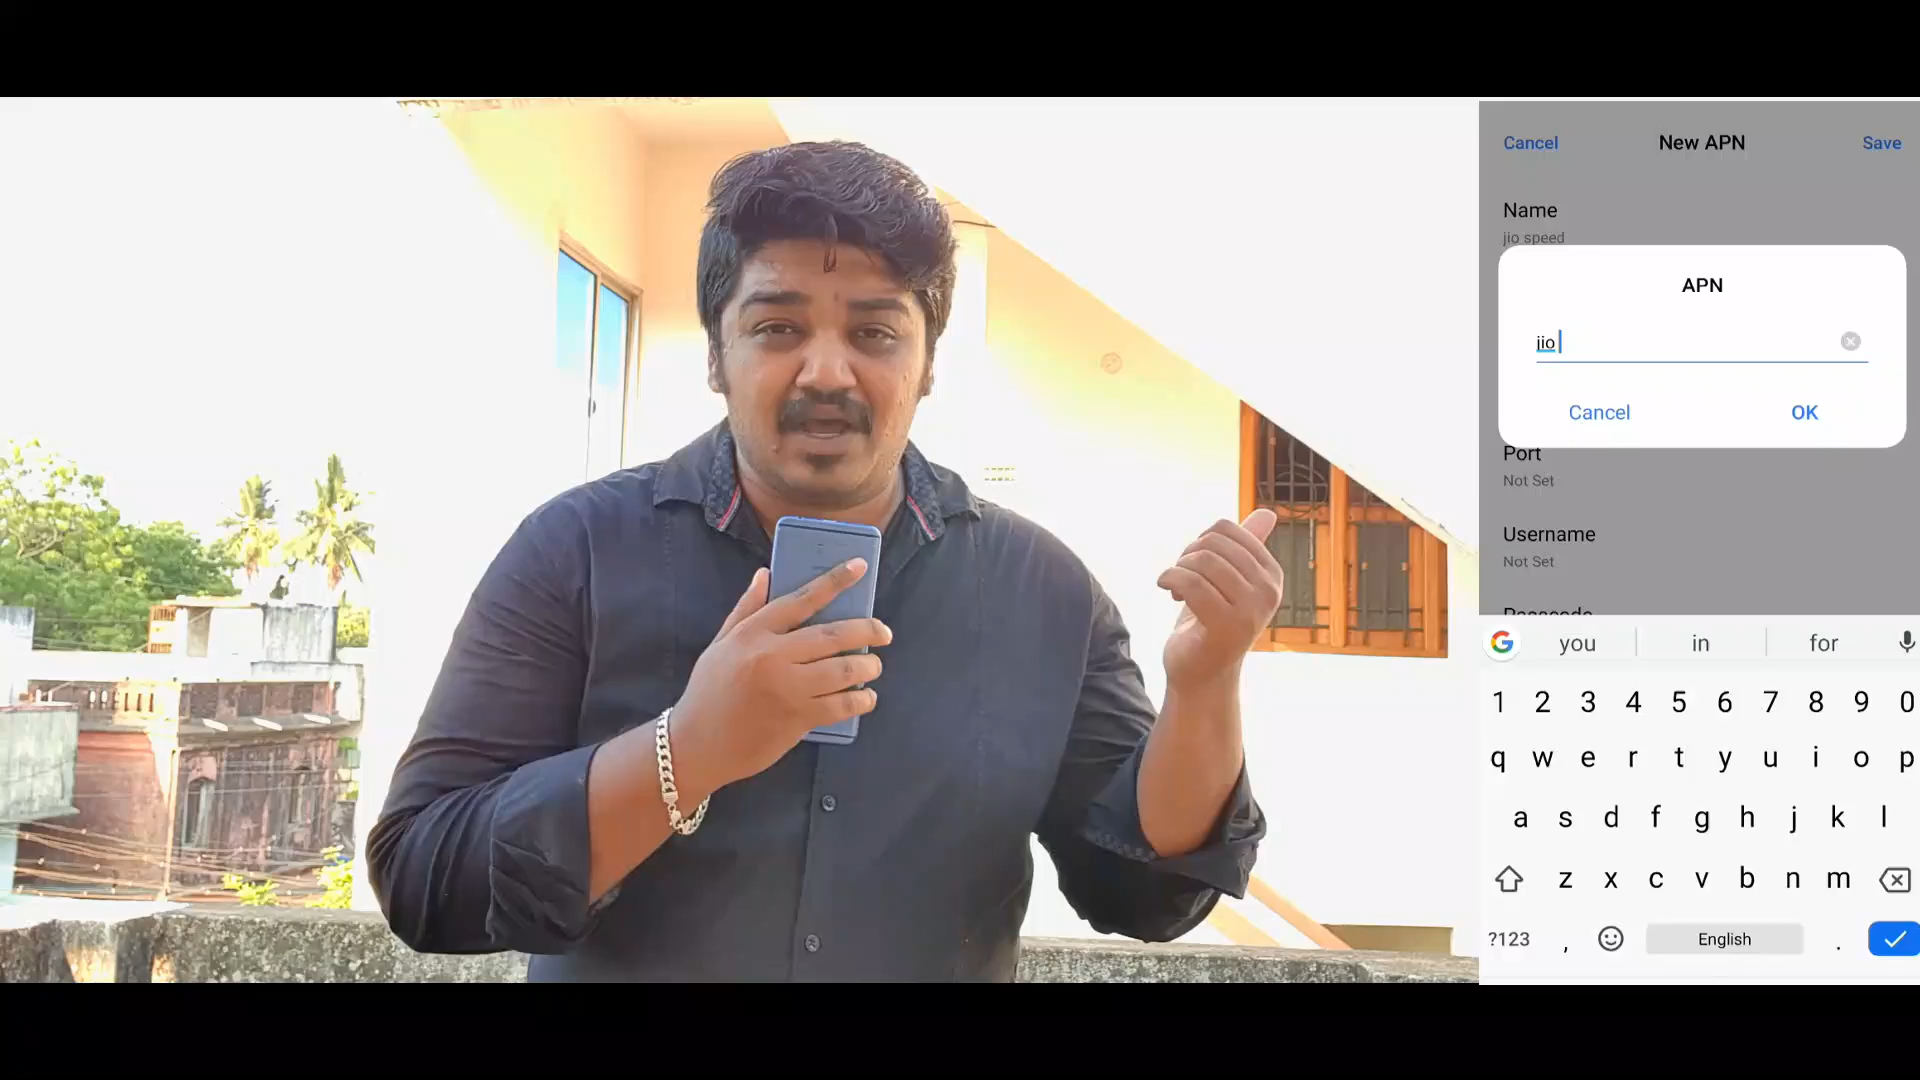 Cancel New APN Save
Name
jio speed
APN
jio
Cancel OK
Port
Not Set
Username
Not Set
Passcode
you in for
1 2 3 4 5 6 7 8 9 0
q w e r t y u i o p
a s d f g h j k l
z x c v b n m
?123 , English .